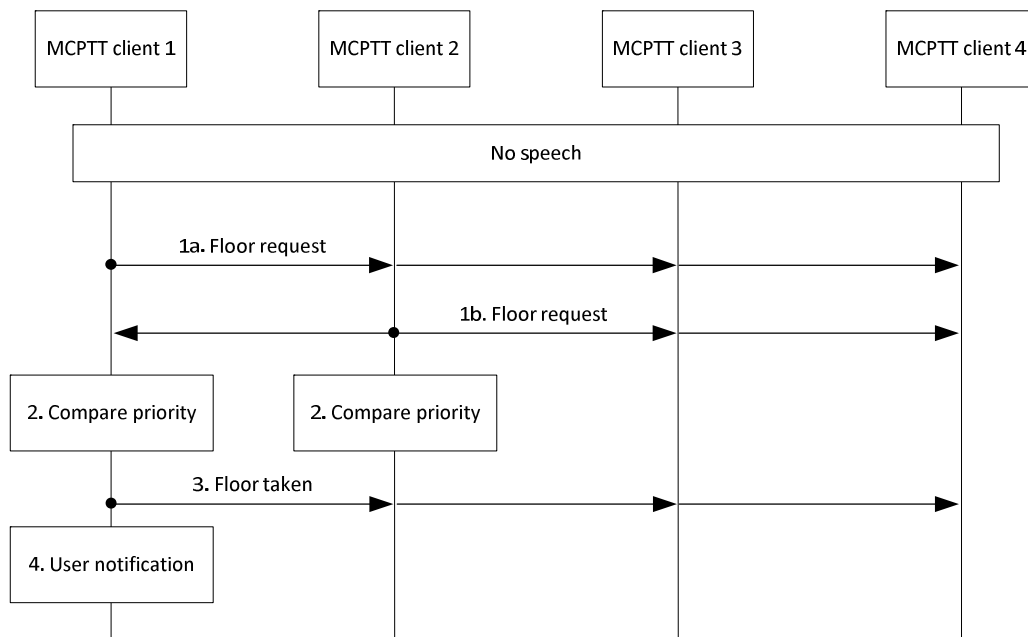 MCPTT client 1
MCPTT client 2
MCPTT client 3
MCPTT client 4
No speech
1a. Floor request
1b. Floor request
2. Compare priority
2. Compare priority
3. Floor taken
4. User notification